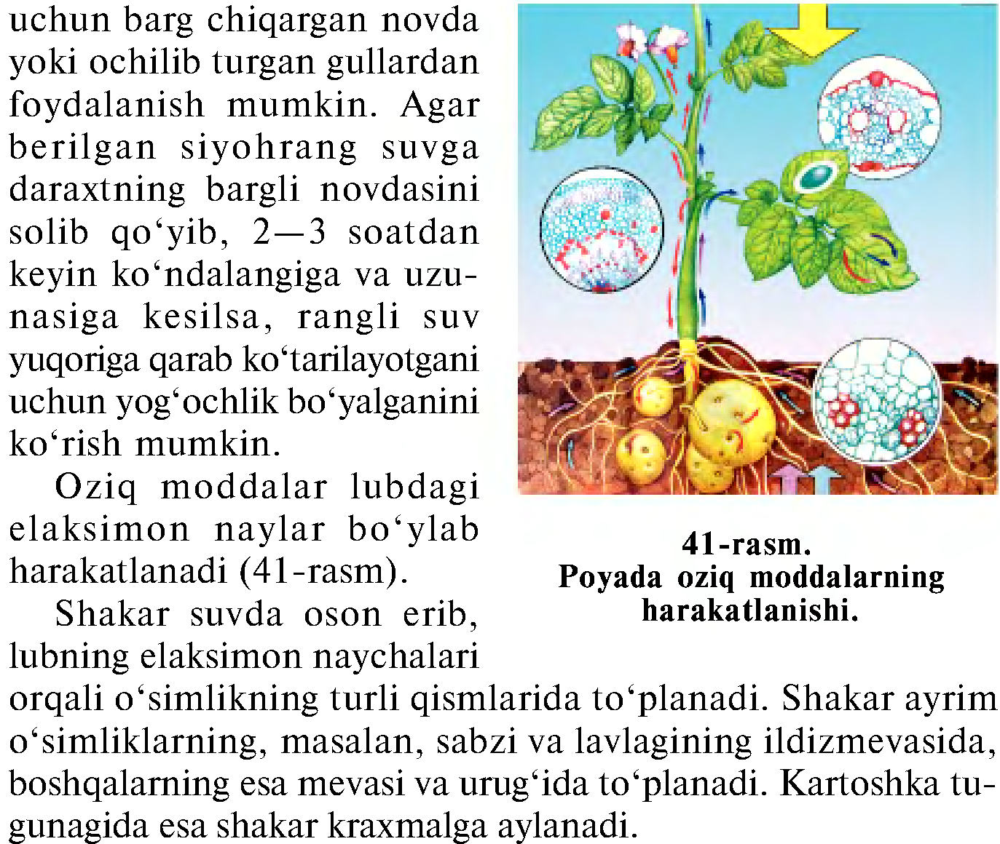 uchun barg chiqargan novda
yoki ochilib turgan gullardan
foydalanish mumkin. Agar
berilgan siyohrang suvga
daraxtning bargli novdasini
solib qo‘yib, 2—3 soatdan
keyin ko‘ndalangiga va uzu-
nasiga kesilsa, rangli suv
yuqoriga qarab ko‘tarilayotgani
uchun yog‘ochlik bo‘yalganini
ko‘rish mumkin.
Oziq moddalar lubdagi
elaksimon naylar bo‘ylab
harakatlanadi (41-rasm).
Shakar suvda oson erib,
lubning elaksimon naychalari
orqali o‘simlikning turli qismlarida to‘planadi. Shakar ayrim
o‘simliklarning, masalan, sabzi va lavlagining ildizmevasida,
boshqalarning esa mevasi va urug‘ida to‘planadi. Kartoshka tu-
gunagida esa shakar kraxmalga aylanadi.
41-rasm.
Poyada oziq moddalarning
harakatlanishi.